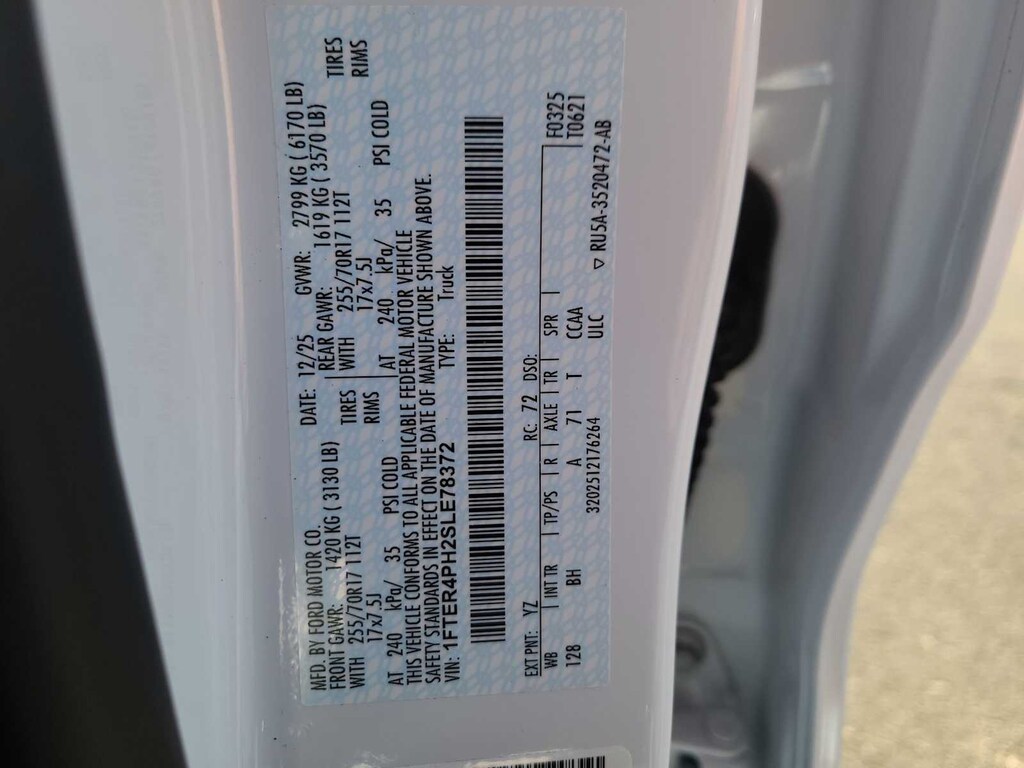 MFD. BY FORD MOTOR CO.
DATE: 12/25 GVWR: 2799 KG ( 6170 LB)
FRONT GAWR: 1420 KG ( 3130 LB)
REAR GAWR: 1619 KG ( 3570 LB)
WITH 255/70R17 112T TIRES
WITH 255/70R17 112T TIRES
17x7.5J RIMS
17x7.5J RIMS
AT 240 kPa/ 35 PSI COLD
AT 240 kPa/ 35 PSI COLD
THIS VEHICLE CONFORMS TO ALL APPLICABLE FEDERAL MOTOR VEHICLE
SAFETY STANDARDS IN EFFECT ON THE DATE OF MANUFACTURE SHOWN ABOVE.
VIN: 1FTER4PH2SLE78372 TYPE: Truck
EXT PNT: YZ RC: 72 DSO: F0325
WB INT TR TP/PS R AXLE TR SPR T0621
128 BH A 71 T CCAA
ULC
3202512176264
▽ RU5A-3520472-AB